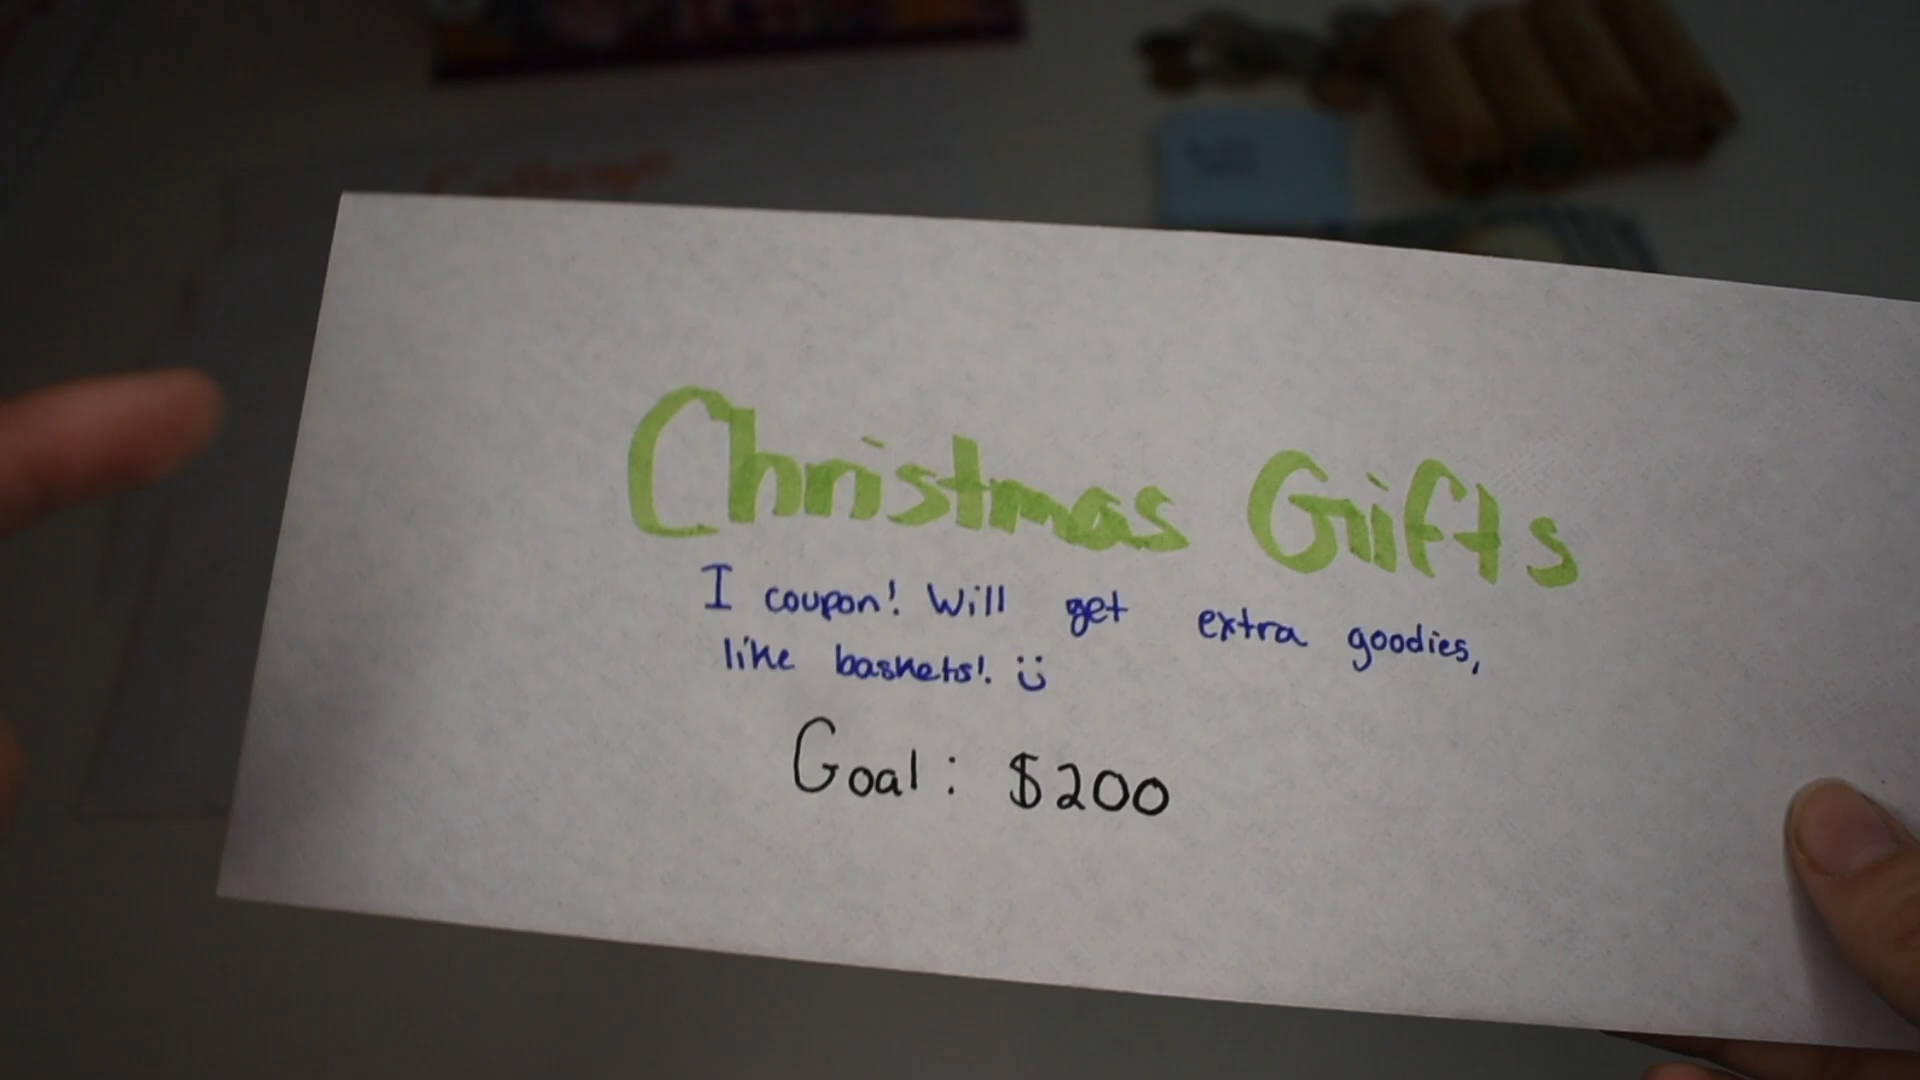 Christmas Gifts
I coupon! Will get extra goodies,
like baskets!. Ü
Goal: $200